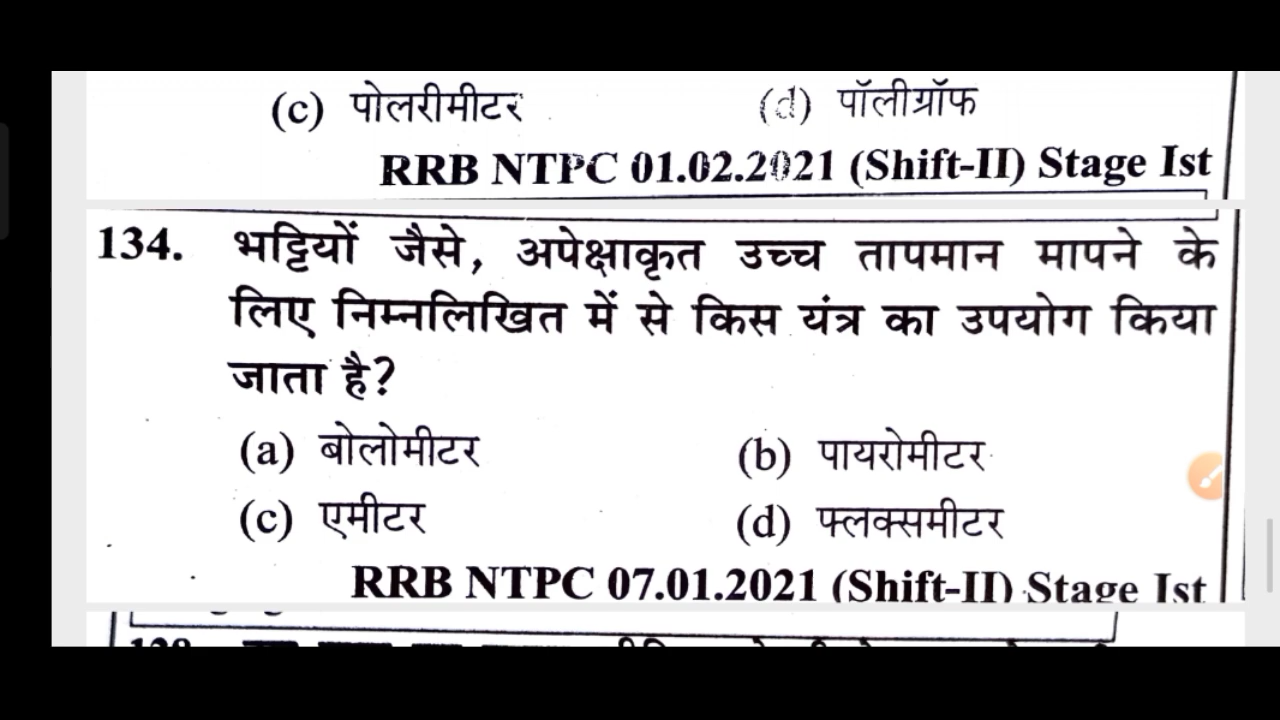 (c) पोलरीमीटर (d) पॉलीग्रॉफ
RRB NTPC 01.02.2021 (Shift-II) Stage Ist
134. भट्टियों जैसे, अपेक्षाकृत उच्च तापमान मापने के
लिए निम्नलिखित में से किस यंत्र का उपयोग किया
जाता है?
(a) बोलोमीटर (b) पायरोमीटर
(c) एमीटर (d) फ्लक्समीटर
RRB NTPC 07.01.2021 (Shift-II) Stage Ist